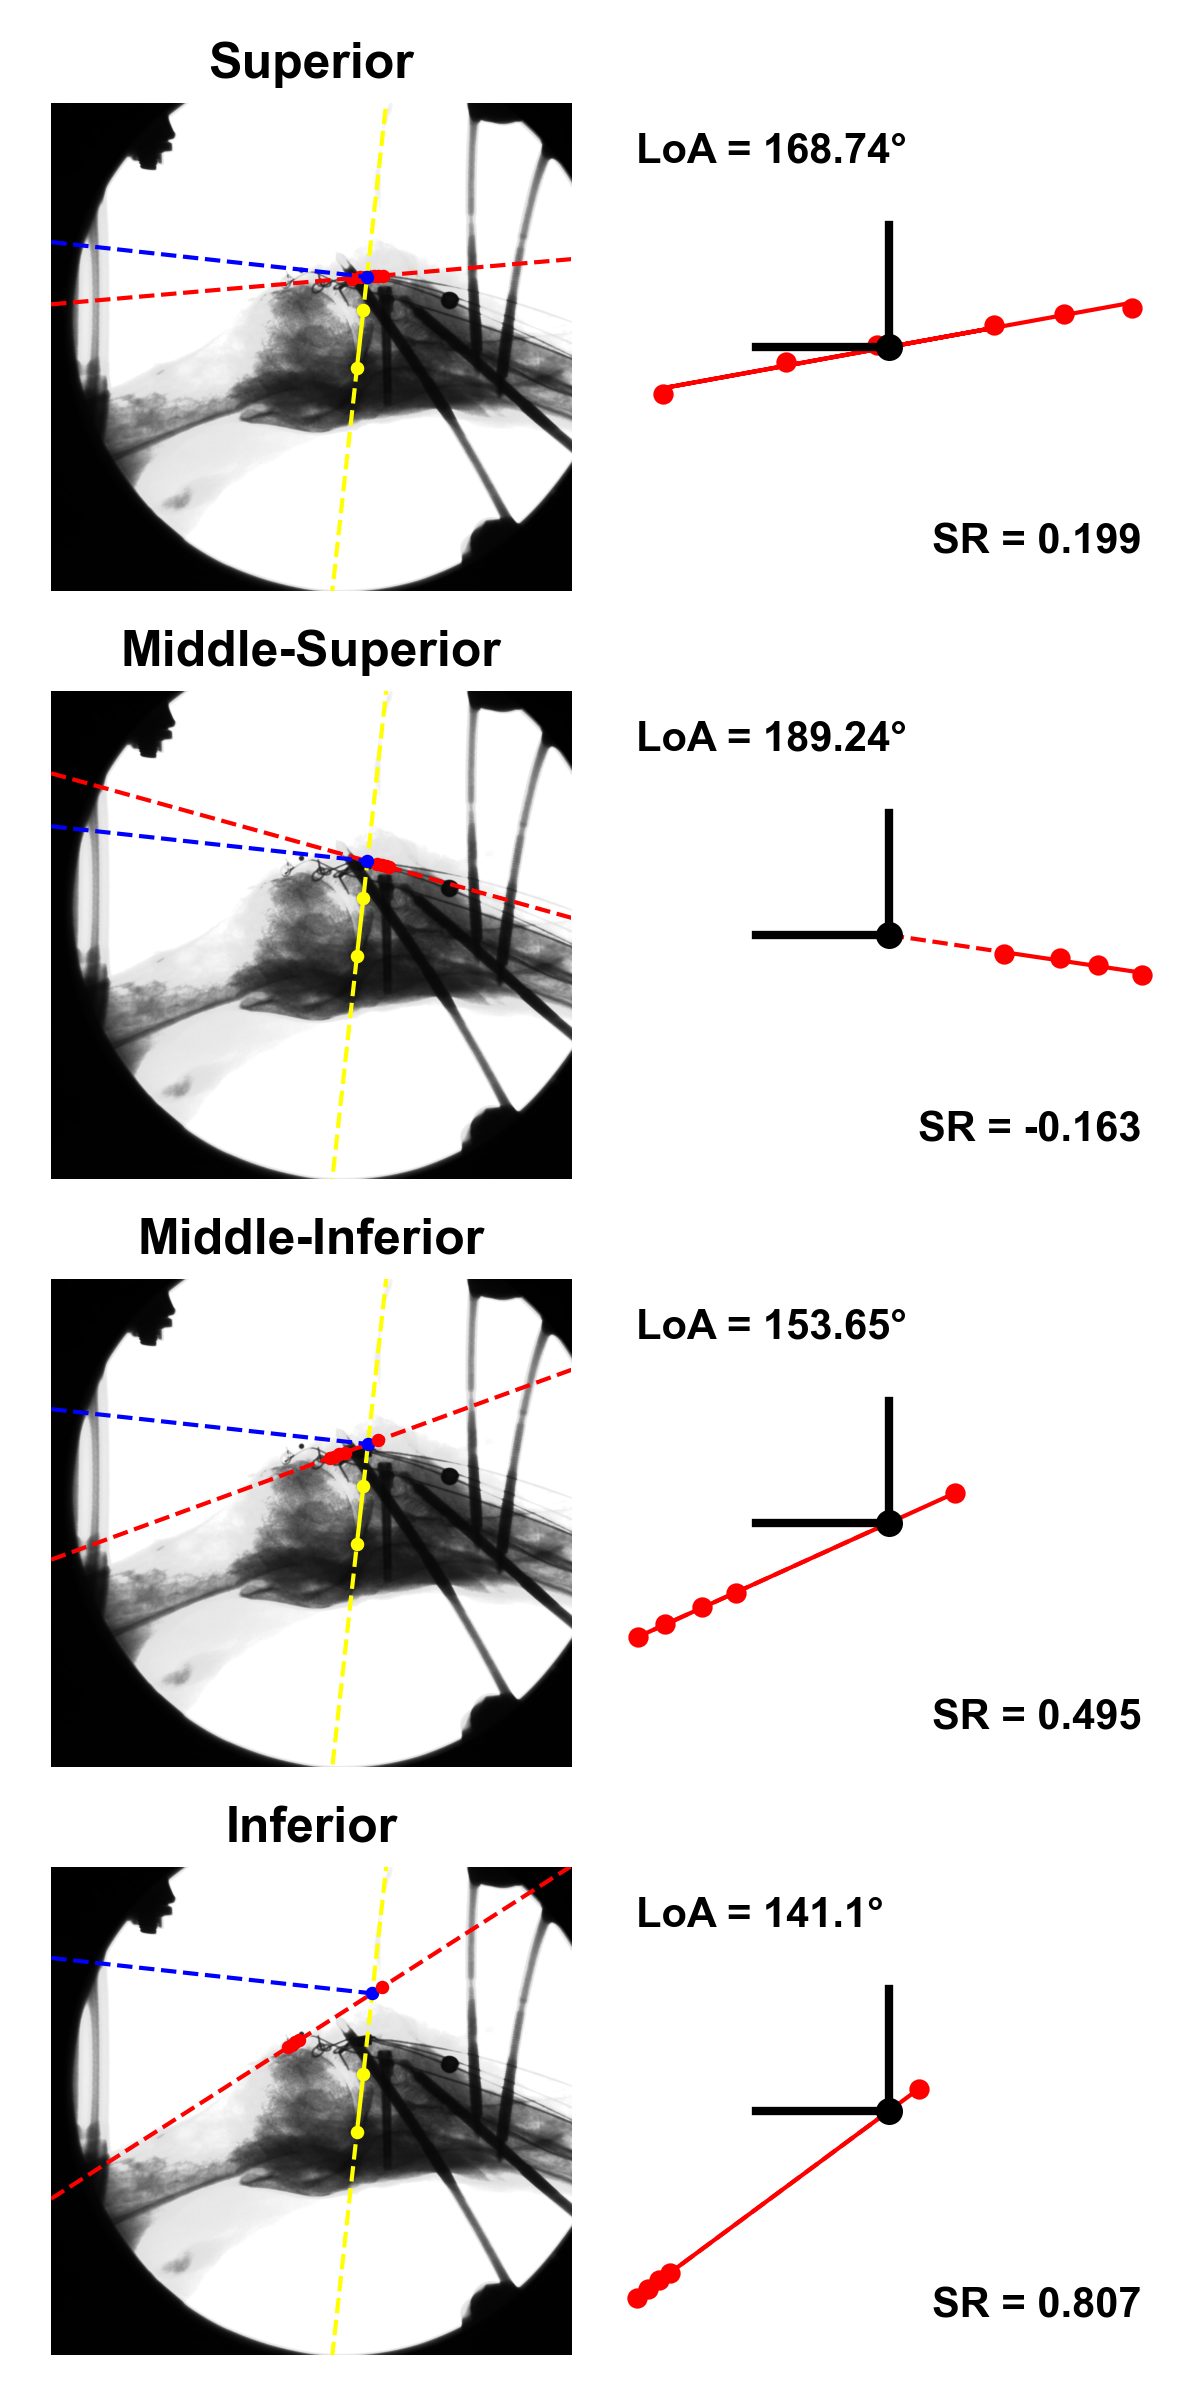 Superior
LoA = 168.74°
SR = 0.199
Middle-Superior
LoA = 189.24°
SR = -0.163
Middle-Inferior
LoA = 153.65°
SR = 0.495
Inferior
LoA = 141.1°
SR = 0.807